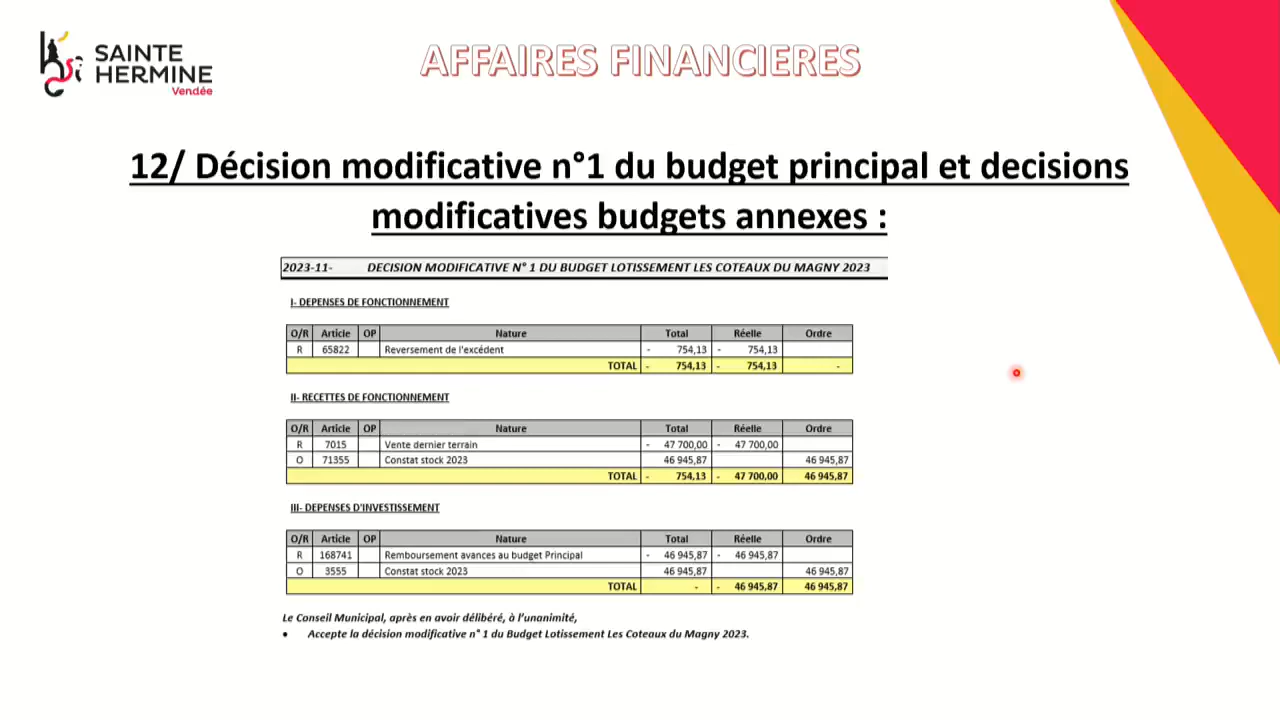 SAINTE
HERMINE
Vendée
AFFAIRES FINANCIERES
12/ Décision modificative n°1 du budget principal et decisions
modificatives budgets annexes :
2023-11- DECISION MODIFICATIVE N° 1 DU BUDGET LOTISSEMENT LES COTEAUX DU MAGNY 2023
I- DEPENSES DE FONCTIONNEMENT
O/R Article OP Nature Total Réelle Ordre
R 65822 Reversement de l'excédent - 754,13 - 754,13
TOTAL - 754,13 - 754,13 -
II- RECETTES DE FONCTIONNEMENT
O/R Article OP Nature Total Réelle Ordre
R 7015 Vente dernier terrain - 47 700,00 - 47 700,00
O 71355 Constat stock 2023 46 945,87 46 945,87
TOTAL - 754,13 - 47 700,00 46 945,87
III- DEPENSES D'INVESTISSEMENT
O/R Article OP Nature Total Réelle Ordre
R 168741 Remboursement avances au budget Principal - 46 945,87 - 46 945,87
O 3555 Constat stock 2023 46 945,87 46 945,87
TOTAL - - 46 945,87 46 945,87
Le Conseil Municipal, après en avoir délibéré, à l'unanimité,
• Accepte la décision modificative n° 1 du Budget Lotissement Les Coteaux du Magny 2023.